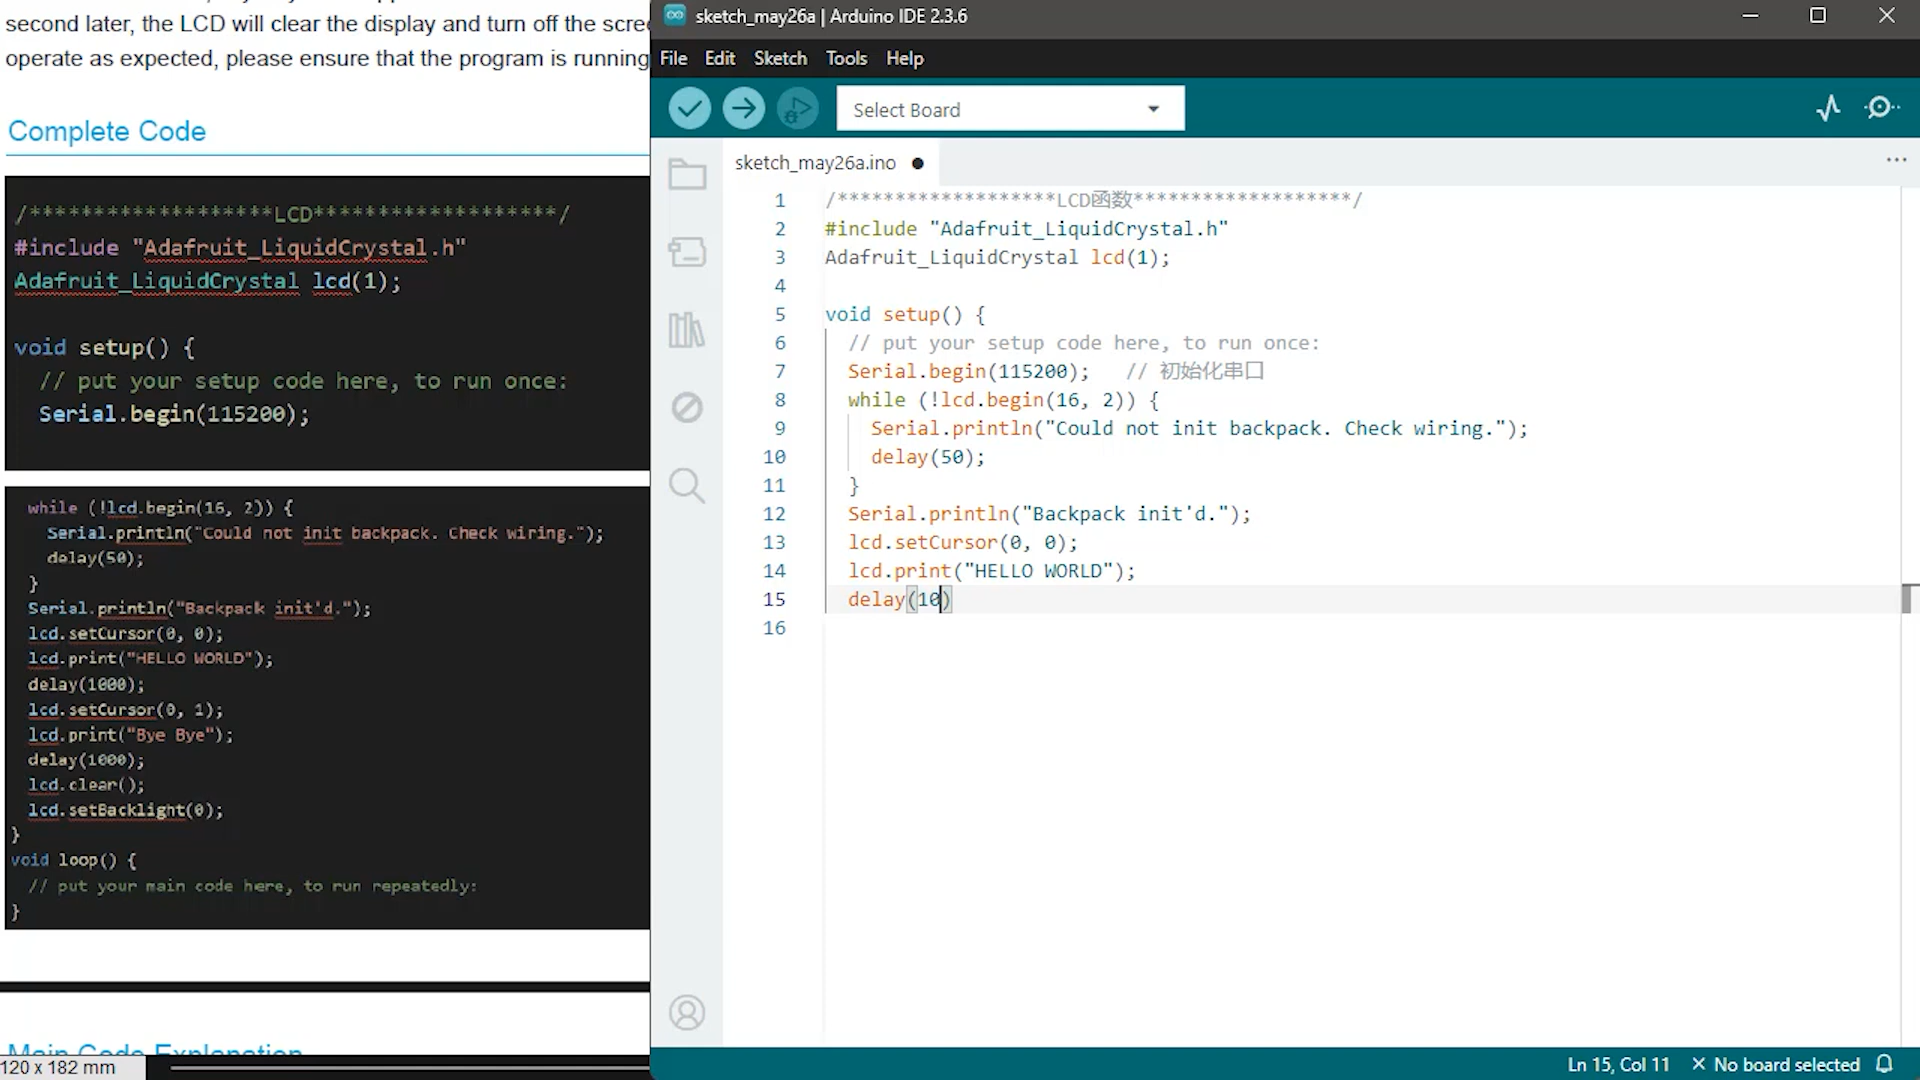 second later, the LCD will clear the display and turn off the scre
operate as expected, please ensure that the program is running
Complete Code
/*******************LCD*******************/
#include "Adafruit_LiquidCrystal.h"
Adafruit_LiquidCrystal lcd(1);
void setup() {
// put your setup code here, to run once:
Serial.begin(115200);
while (!lcd.begin(16, 2)) {
Serial.println("Could not init backpack. Check wiring.");
delay(50);
}
Serial.println("Backpack init'd.");
lcd.setCursor(0, 0);
lcd.print("HELLO WORLD");
delay(1000);
lcd.setCursor(0, 1);
lcd.print("Bye Bye");
delay(1000);
lcd.clear();
lcd.setBacklight(0);
}
void loop() {
// put your main code here, to run repeatedly:
}
Main Code Explanation
120 x 182 mm
sketch_may26a | Arduino IDE 2.3.6
File Edit Sketch Tools Help
Select Board
sketch_may26a.ino
1 /*******************LCD函数*******************/
2 #include "Adafruit_LiquidCrystal.h"
3 Adafruit_LiquidCrystal lcd(1);
4
5 void setup() {
6 // put your setup code here, to run once:
7 Serial.begin(115200); // 初始化串口
8 while (!lcd.begin(16, 2)) {
9 Serial.println("Could not init backpack. Check wiring.");
10 delay(50);
11 }
12 Serial.println("Backpack init'd.");
13 lcd.setCursor(0, 0);
14 lcd.print("HELLO WORLD");
15 delay(10)
16
Ln 15, Col 11 × No board selected